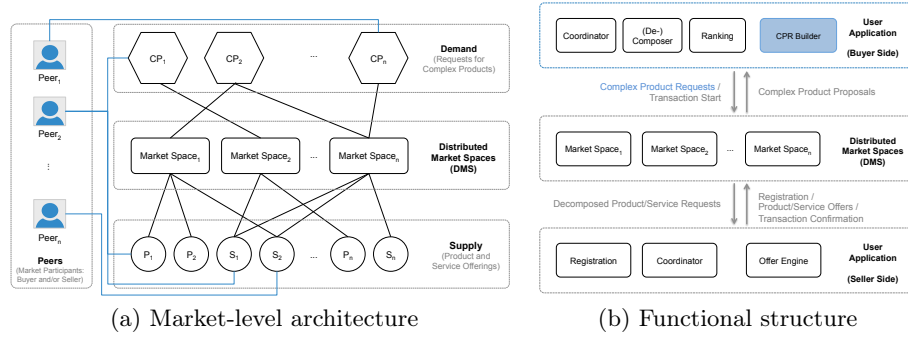 Peer1
Peer2
⋮
Peern
Peers
(Market Participants:
Buyer and/or Seller)
CP1
CP2
...
CPn
Demand
(Requests for
Complex Products)
Market Space1
Market Space2
...
Market Spacen
Distributed
Market Spaces
(DMS)
P1
P2
S1
S2
...
Pn
Sn
Supply
(Product and
Service Offerings)
(a) Market-level architecture
Coordinator
(De-)
Composer
Ranking
CPR Builder
User
Application
(Buyer Side)
Complex Product Requests /
Transaction Start
Complex Product Proposals
Market Space1
Market Space2
...
Market Spacen
Distributed
Market Spaces
(DMS)
Decomposed Product/Service Requests
Registration /
Product/Service Offers /
Transaction Confirmation
Registration
Coordinator
Offer Engine
User
Application
(Seller Side)
(b) Functional structure